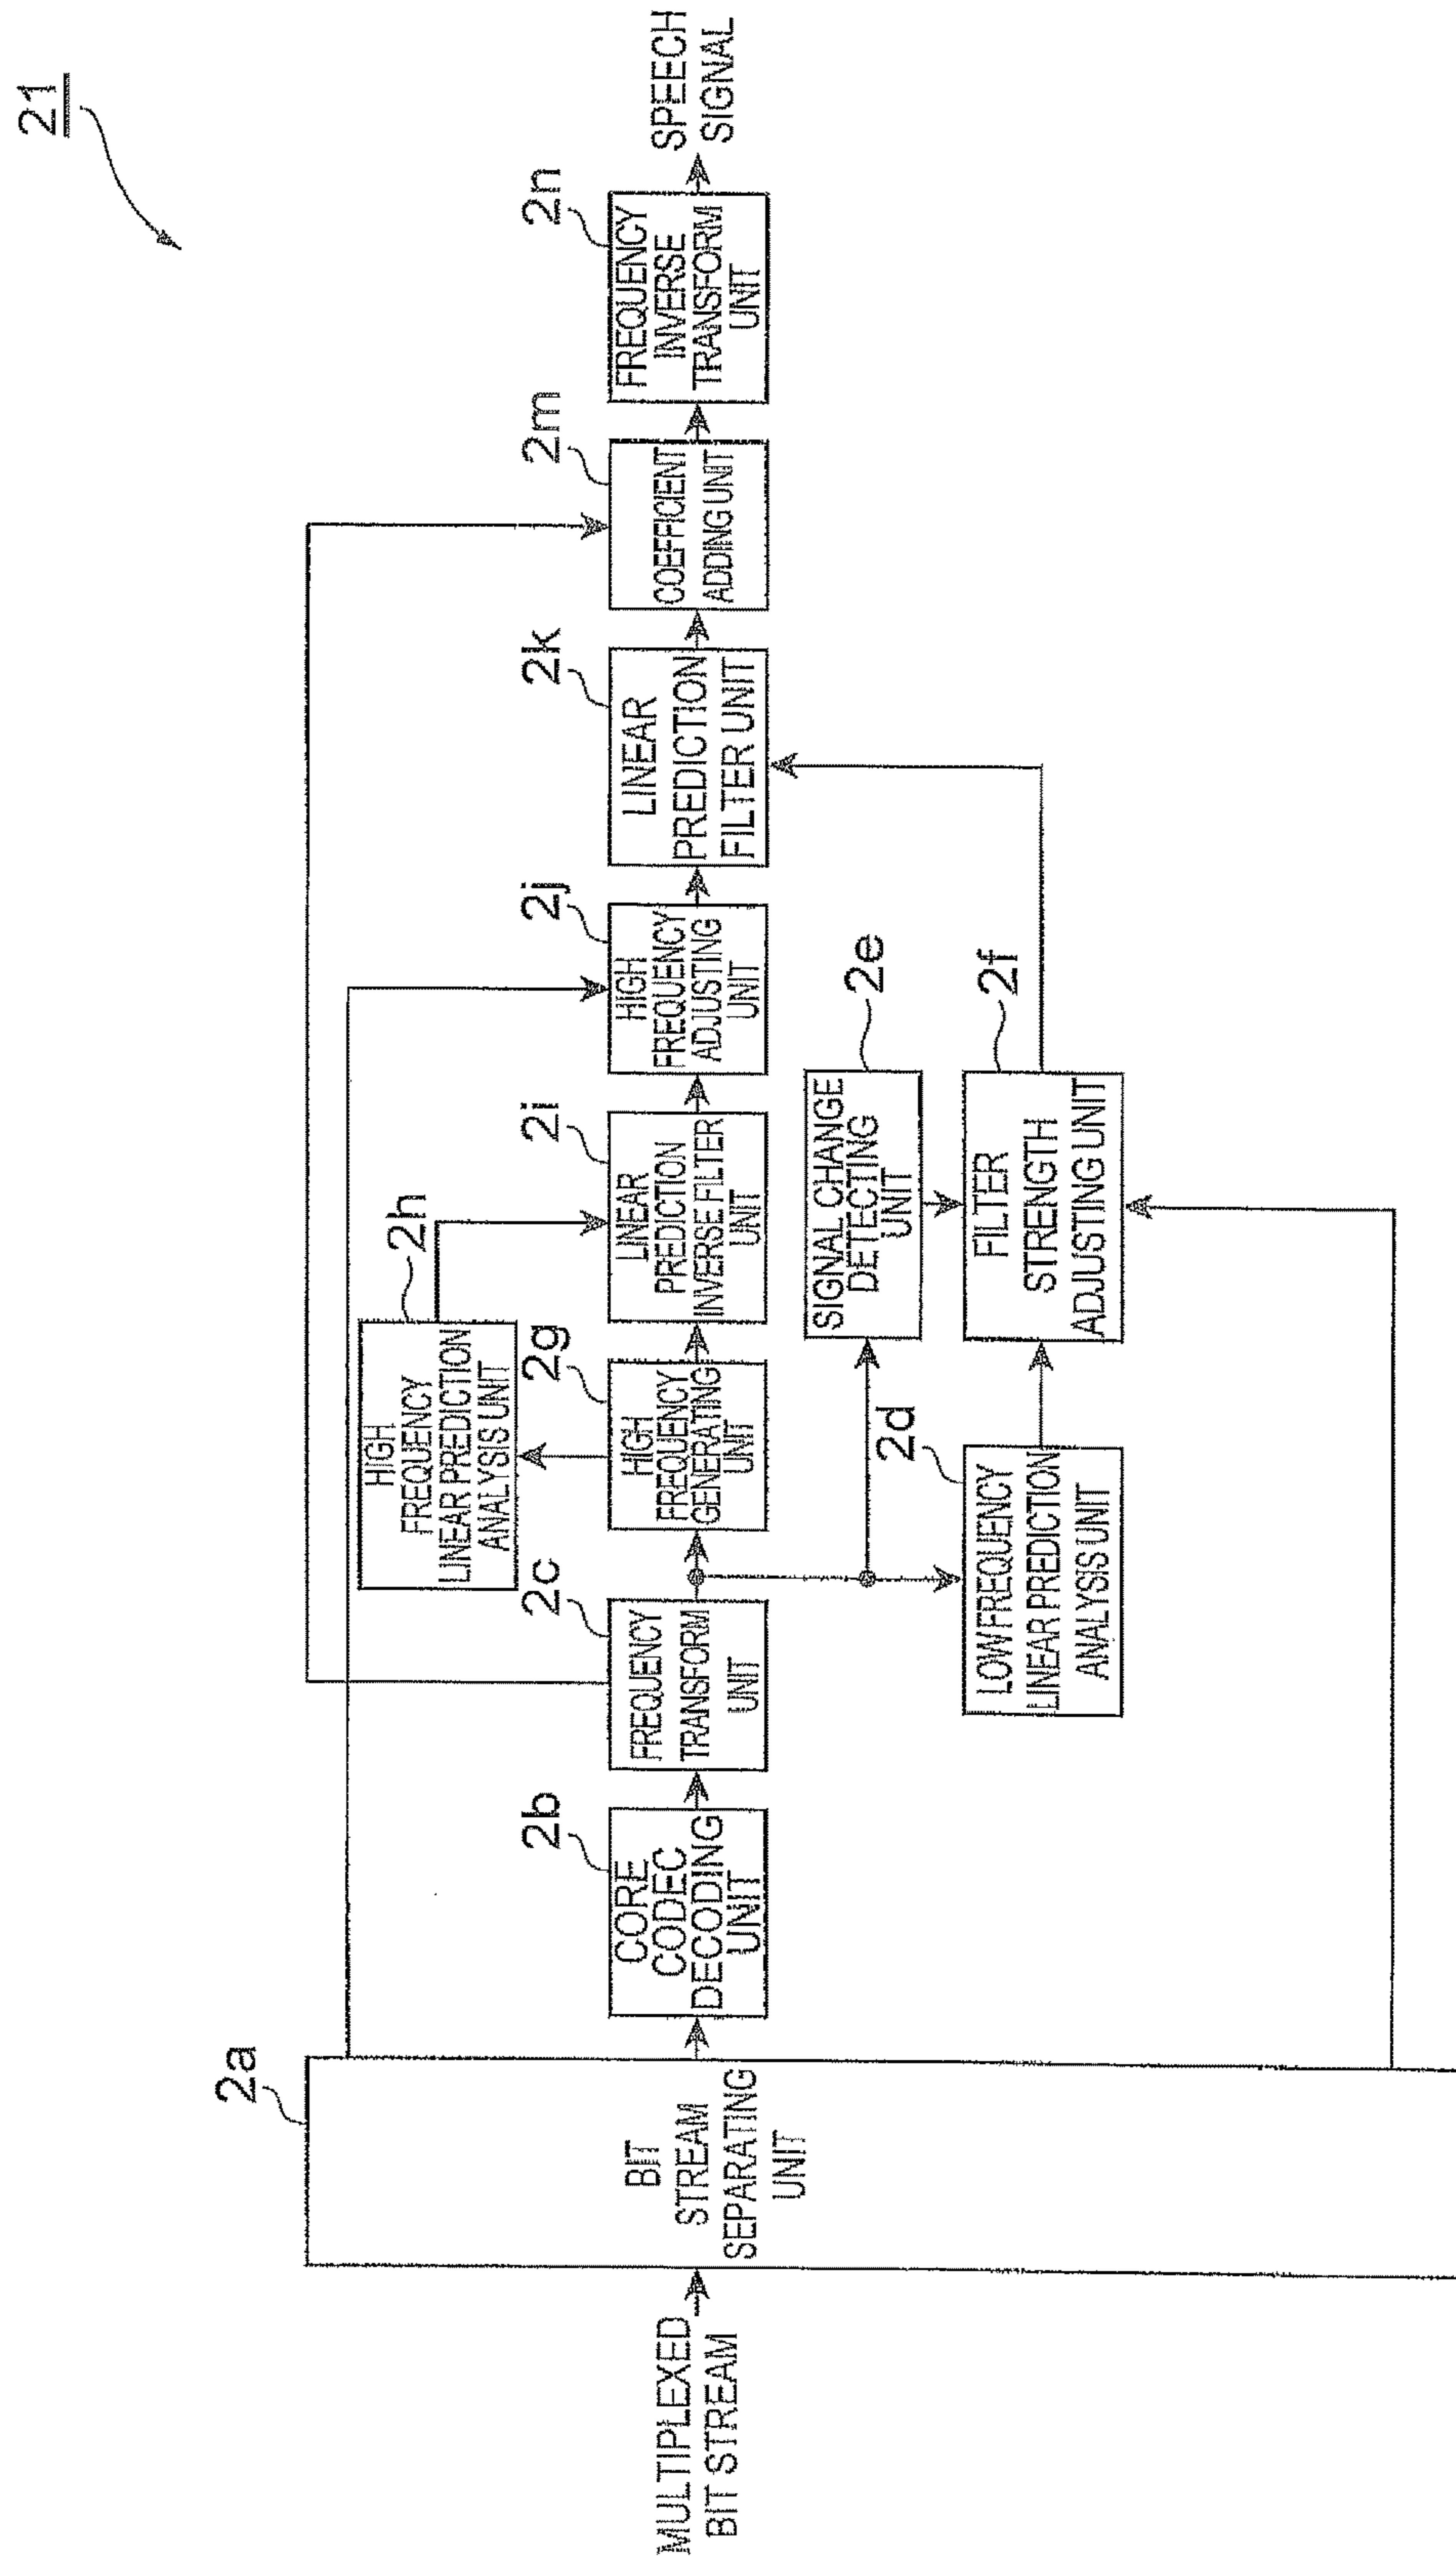 21
MULTIPLEXED
BIT STREAM
2a
BIT
STREAM
SEPARATING
UNIT
2b
CORE
CODEC
DECODING
UNIT
2c
FREQUENCY
TRANSFORM
UNIT
2h
HIGH
FREQUENCY
LINEAR PREDICTION
ANALYSIS UNIT
2g
HIGH
FREQUENCY
GENERATING
UNIT
2i
LINEAR
PREDICTION
INVERSE FILTER
UNIT
2j
HIGH
FREQUENCY
ADJUSTING
UNIT
2k
LINEAR
PREDICTION
FILTER UNIT
2m
COEFFICIENT
ADDING UNIT
2n
FREQUENCY
INVERSE
TRANSFORM
UNIT
SPEECH
SIGNAL
2e
SIGNAL CHANGE
DETECTING
UNIT
2d
LOW FREQUENCY
LINEAR PREDICTION
ANALYSIS UNIT
2f
FILTER
STRENGTH
ADJUSTING UNIT